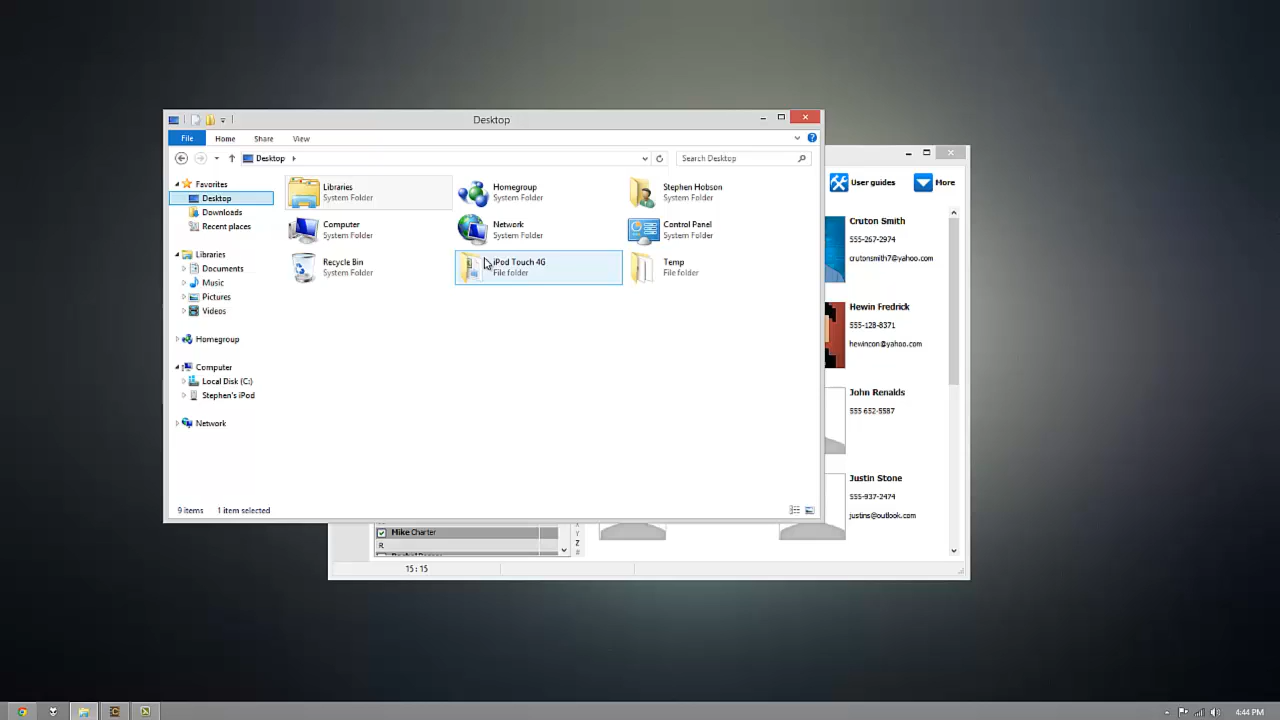 Desktop
File
Home
Share
View
Desktop
Search Desktop
Favorites
Desktop
Downloads
Recent places
Libraries
Documents
Music
Pictures
Videos
Homegroup
Computer
Local Disk (C:)
Stephen's iPod
Network
Libraries
System Folder
Homegroup
System Folder
Stephen Hobson
System Folder
Computer
System Folder
Network
System Folder
Control Panel
System Folder
Recycle Bin
System Folder
iPod Touch 4G
File folder
Temp
File folder
9 items
1 item selected
User guides
More
Cruton Smith
555-267-2974
crutonsmith7@yahoo.com
Hewin Fredrick
555-128-8371
hewincon@yahoo.com
John Renalds
555 652-5587
Justin Stone
555-937-2474
justins@outlook.com
Mike Charter
R
Y
Z
#
15 : 15
4:44 PM